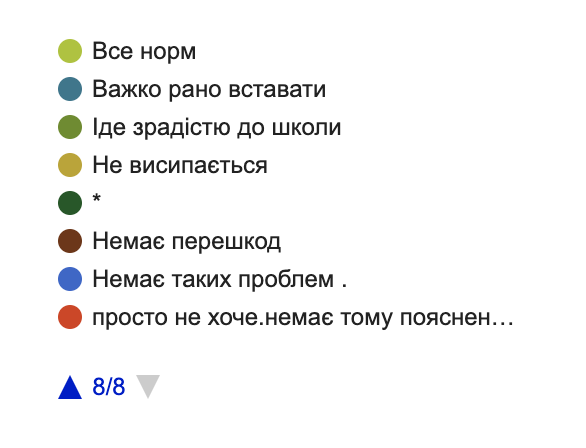 Все норм
Важко рано вставати
Іде зрадістю до школи
Не висипається
*
Немає перешкод
Немає таких проблем .
просто не хоче.немає тому пояснен…
8/8